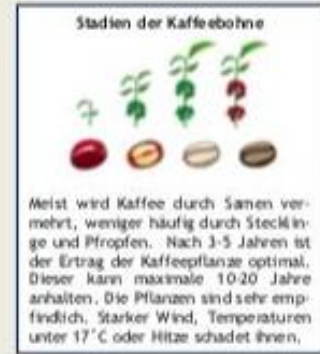 Stadien der Kaffeebohne
Meist wird Kaffee durch Samen ver-
mehrt, weniger häufig durch Stecklin-
ge und Pfropfen. Nach 3-5 Jahren ist
der Ertrag der Kaffeepflanze optimal.
Dieser kann maximale 10-20 Jahre
anhalten. Die Pflanzen sind sehr emp-
findlich. Starker Wind, Temperaturen
unter 17°C oder Hitze schadet ihnen.